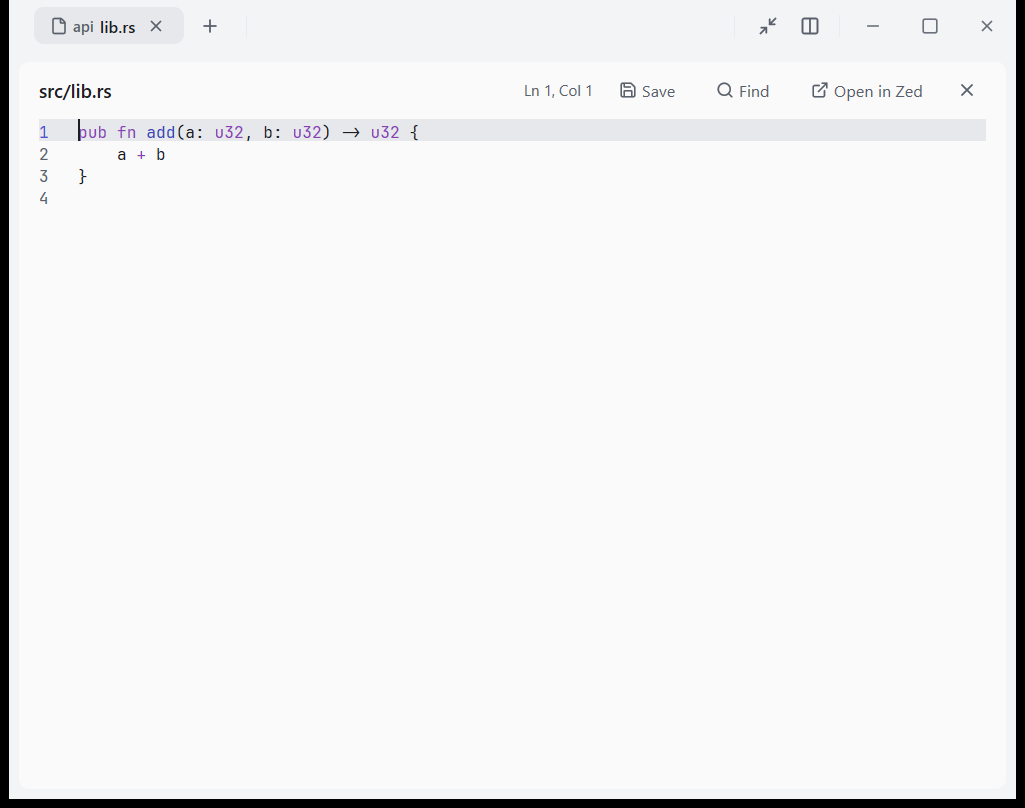 api lib.rs
src/lib.rs Ln 1, Col 1 Save Find Open in Zed
1 pub fn add(a: u32, b: u32) -> u32 {
2     a + b
3 }
4